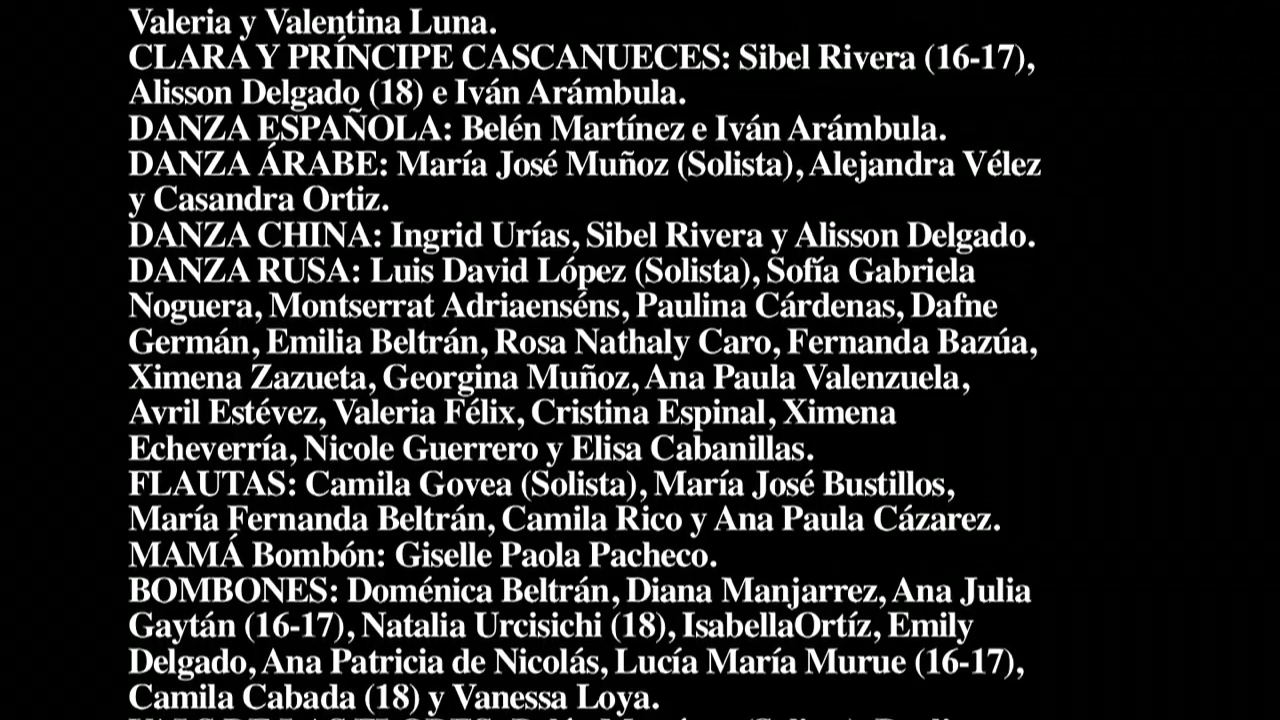 Valeria y Valentina Luna.
CLARA Y PRÍNCIPE CASCANUECES: Sibel Rivera (16-17),
Alisson Delgado (18) e Iván Arámbula.
DANZA ESPAÑOLA: Belén Martínez e Iván Arámbula.
DANZA ÁRABE: María José Muñoz (Solista), Alejandra Vélez
y Casandra Ortiz.
DANZA CHINA: Ingrid Urías, Sibel Rivera y Alisson Delgado.
DANZA RUSA: Luis David López (Solista), Sofía Gabriela
Noguera, Montserrat Adriaenséns, Paulina Cárdenas, Dafne
Germán, Emilia Beltrán, Rosa Nathaly Caro, Fernanda Bazúa,
Ximena Zazueta, Georgina Muñoz, Ana Paula Valenzuela,
Avril Estévez, Valeria Félix, Cristina Espinal, Ximena
Echeverría, Nicole Guerrero y Elisa Cabanillas.
FLAUTAS: Camila Govea (Solista), María José Bustillos,
María Fernanda Beltrán, Camila Rico y Ana Paula Cázarez.
MAMÁ Bombón: Giselle Paola Pacheco.
BOMBONES: Doménica Beltrán, Diana Manjarrez, Ana Julia
Gaytán (16-17), Natalia Urcisichi (18), IsabellaOrtíz, Emily
Delgado, Ana Patricia de Nicolás, Lucía María Murue (16-17),
Camila Cabada (18) y Vanessa Loya.